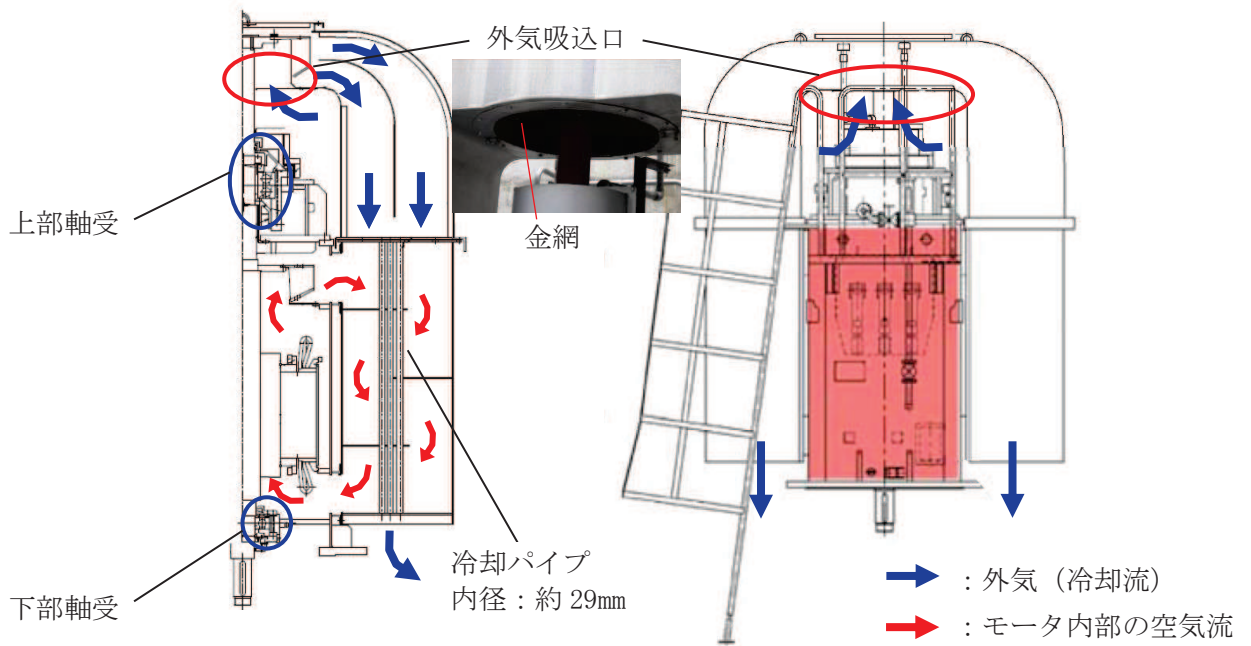 外気吸込口
金網
上部軸受
下部軸受
冷却パイプ
内径：約 29mm
：外気（冷却流）
：モータ内部の空気流